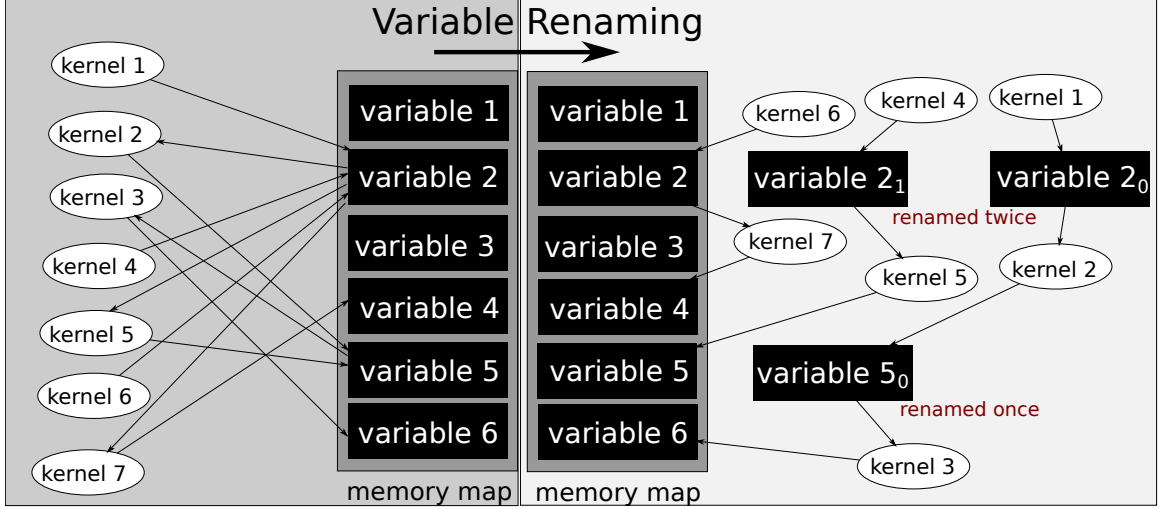 Variable Renaming
kernel 1
kernel 2
kernel 3
kernel 4
kernel 5
kernel 6
kernel 7
variable 1
variable 2
variable 3
variable 4
variable 5
variable 6
memory map
variable 1
variable 2
variable 3
variable 4
variable 5
variable 6
memory map
kernel 6
kernel 4
kernel 1
variable 2₁
variable 2₀
renamed twice
kernel 7
kernel 5
kernel 2
variable 5₀
renamed once
kernel 3